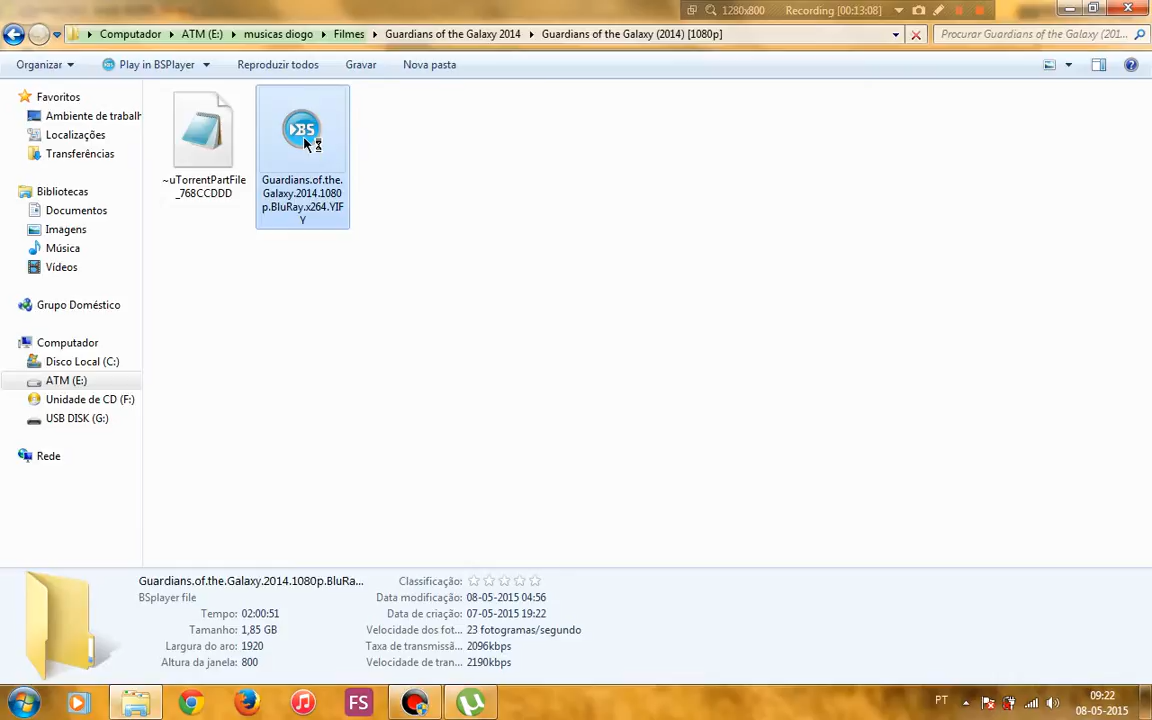 1280x800
Recording [00:13:08]
Computador
ATM (E:)
musicas diogo
Filmes
Guardians of the Galaxy 2014
Guardians of the Galaxy (2014) [1080p]
Procurar Guardians of the Galaxy (201...
Organizar
Play in BSPlayer
Reproduzir todos
Gravar
Nova pasta
Favoritos
Ambiente de trabalh
Localizações
Transferências
Bibliotecas
Documentos
Imagens
Música
Vídeos
Grupo Doméstico
Computador
Disco Local (C:)
ATM (E:)
Unidade de CD (F:)
USB DISK (G:)
Rede
~uTorrentPartFile
_768CCDDD
BS
Guardians.of.the.
Galaxy.2014.1080
p.BluRay.x264.YIF
Y
Guardians.of.the.Galaxy.2014.1080p.BluRa...
BSplayer file
Tempo: 02:00:51
Tamanho: 1,85 GB
Largura do aro: 1920
Altura da janela: 800
Classificação:
Data modificação: 08-05-2015 04:56
Data de criação: 07-05-2015 19:22
Velocidade dos fot... 23 fotogramas/segundo
Taxa de transmissã... 2096kbps
Velocidade de tran... 2190kbps
FS
PT
09:22
08-05-2015